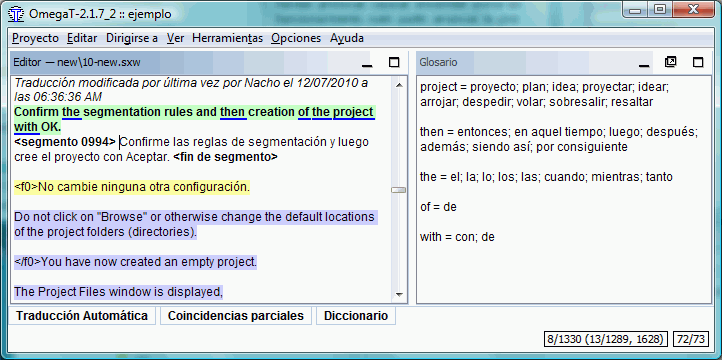 OmegaT-2.1.7_2 :: ejemplo
Proyecto Editar Dirigirse a Ver Herramientas Opciones Ayuda
Editor — new\10-new.sxw
Traducción modificada por última vez por Nacho el 12/07/2010 a
las 06:36:36 AM
Confirm the segmentation rules and then creation of the project
with OK.
<segmento 0994> Confirme las reglas de segmentación y luego
cree el proyecto con Aceptar. <fin de segmento>
<f0>No cambie ninguna otra configuración.
Do not click on "Browse" or otherwise change the default locations
of the project folders (directories).
</f0>You have now created an empty project.
The Project Files window is displayed,
Glosario
project = proyecto; plan; idea; proyectar; idear;
arrojar; despedir; volar; sobresalir; resaltar
then = entonces; en aquel tiempo; luego; después;
además; siendo así; por consiguiente
the = el; la; lo; los; las; cuando; mientras; tanto
of = de
with = con; de
Traducción Automática Coincidencias parciales Diccionario
8/1330 (13/1289, 1628) 72/73